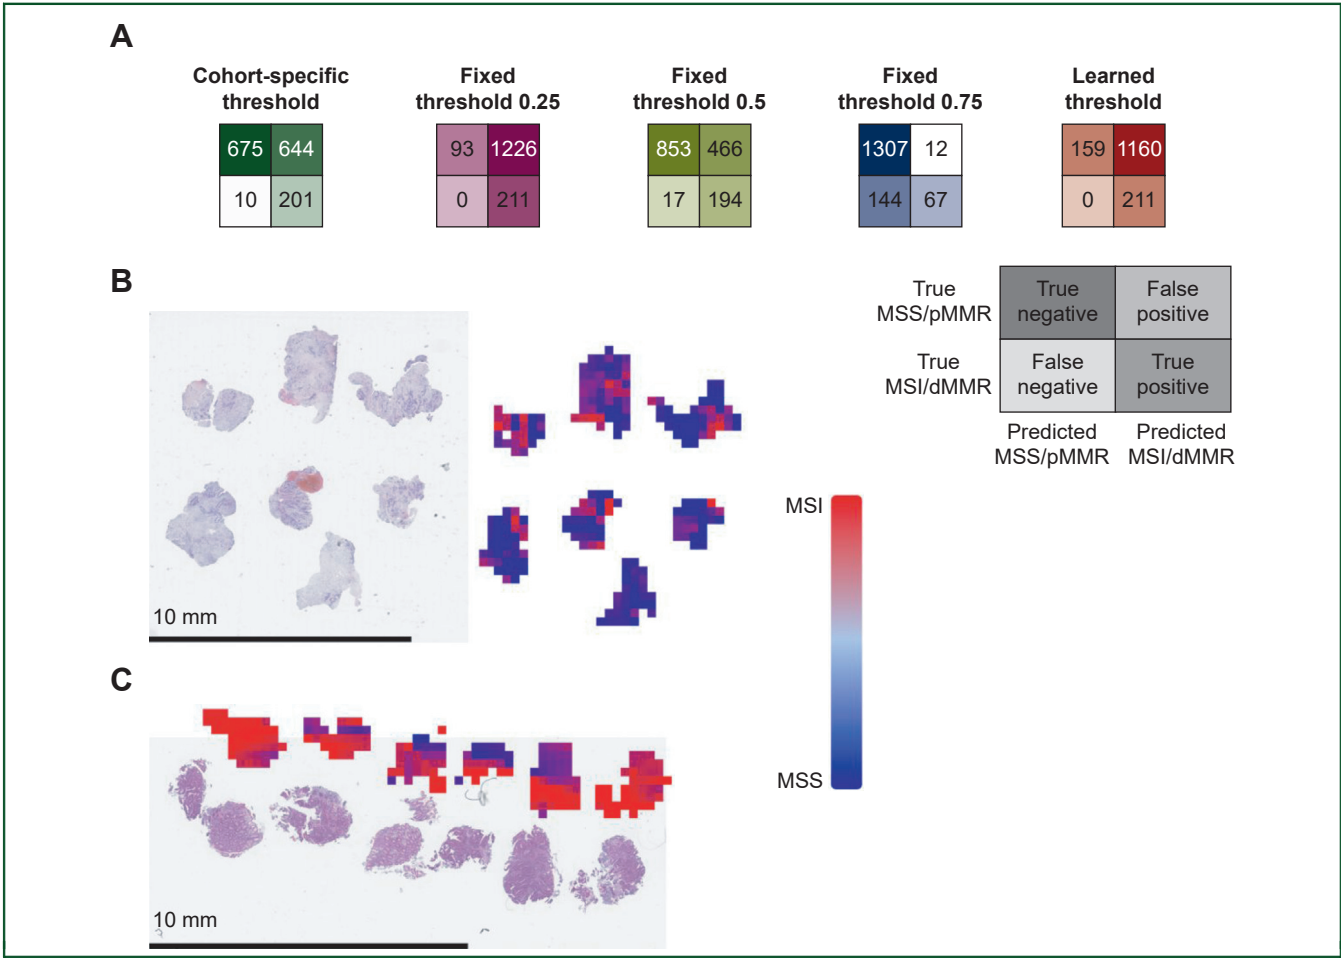 A
Cohort-specific
threshold
Fixed
threshold 0.25
Fixed
threshold 0.5
Fixed
threshold 0.75
Learned
threshold
675 644
10 201
93 1226
0 211
853 466
17 194
1307 12
144 67
159 1160
0 211
True
MSS/pMMR
True
negative
False
positive
True
MSI/dMMR
False
negative
True
positive
Predicted
MSS/pMMR
Predicted
MSI/dMMR
B
10 mm
MSI
MSS
C
10 mm